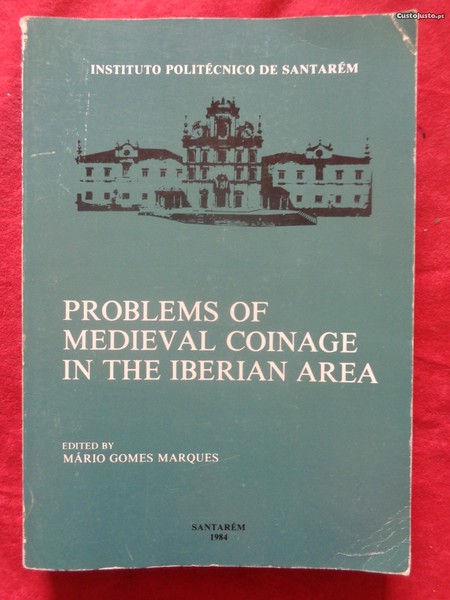 CustoJusto.pt
INSTITUTO POLITÉCNICO DE SANTARÉM
PROBLEMS OF
MEDIEVAL COINAGE
IN THE IBERIAN AREA
EDITED BY
MÁRIO GOMES MARQUES
SANTARÉM
1984